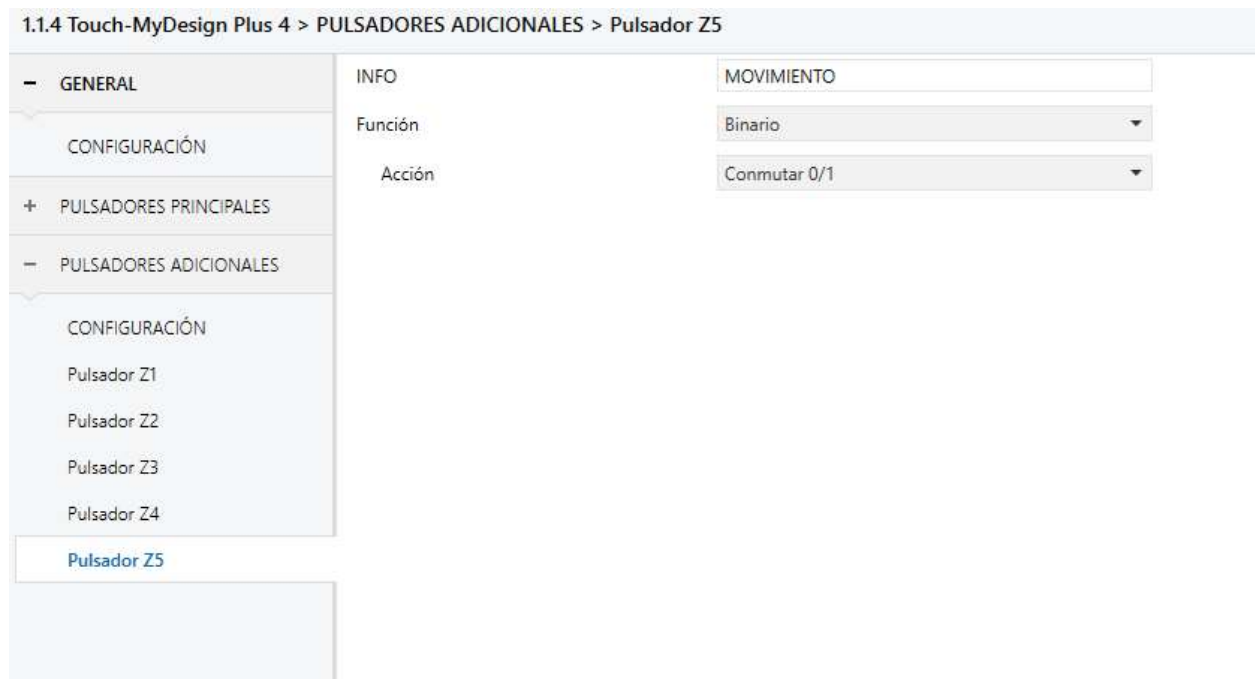 1.1.4 Touch-MyDesign Plus 4 > PULSADORES ADICIONALES > Pulsador Z5
GENERAL
CONFIGURACIÓN
PULSADORES PRINCIPALES
PULSADORES ADICIONALES
CONFIGURACIÓN
Pulsador Z1
Pulsador Z2
Pulsador Z3
Pulsador Z4
Pulsador Z5
INFO MOVIMIENTO
Función Binario
Acción Conmutar 0/1